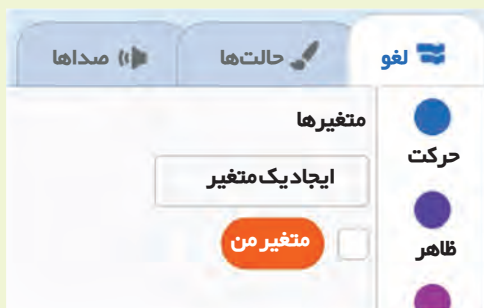 لغو
حالت‌ها
صداها
متغیرها
حرکت
ایجاد یک متغیر
متغیر من
ظاهر